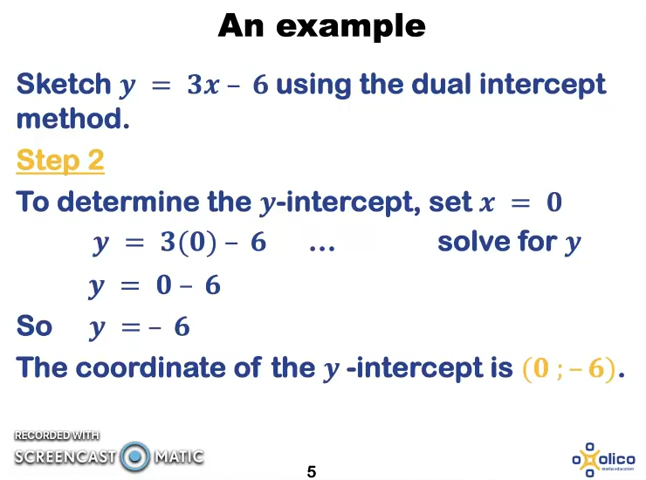 An example
Sketch y = 3x – 6 using the dual intercept
method.
Step 2
To determine the y-intercept, set x = 0
y = 3(0) – 6 ... solve for y
y = 0 – 6
So y = – 6
The coordinate of the y -intercept is (0 ; – 6).
RECORDED WITH
SCREENCAST MATIC
olico
maths education
5